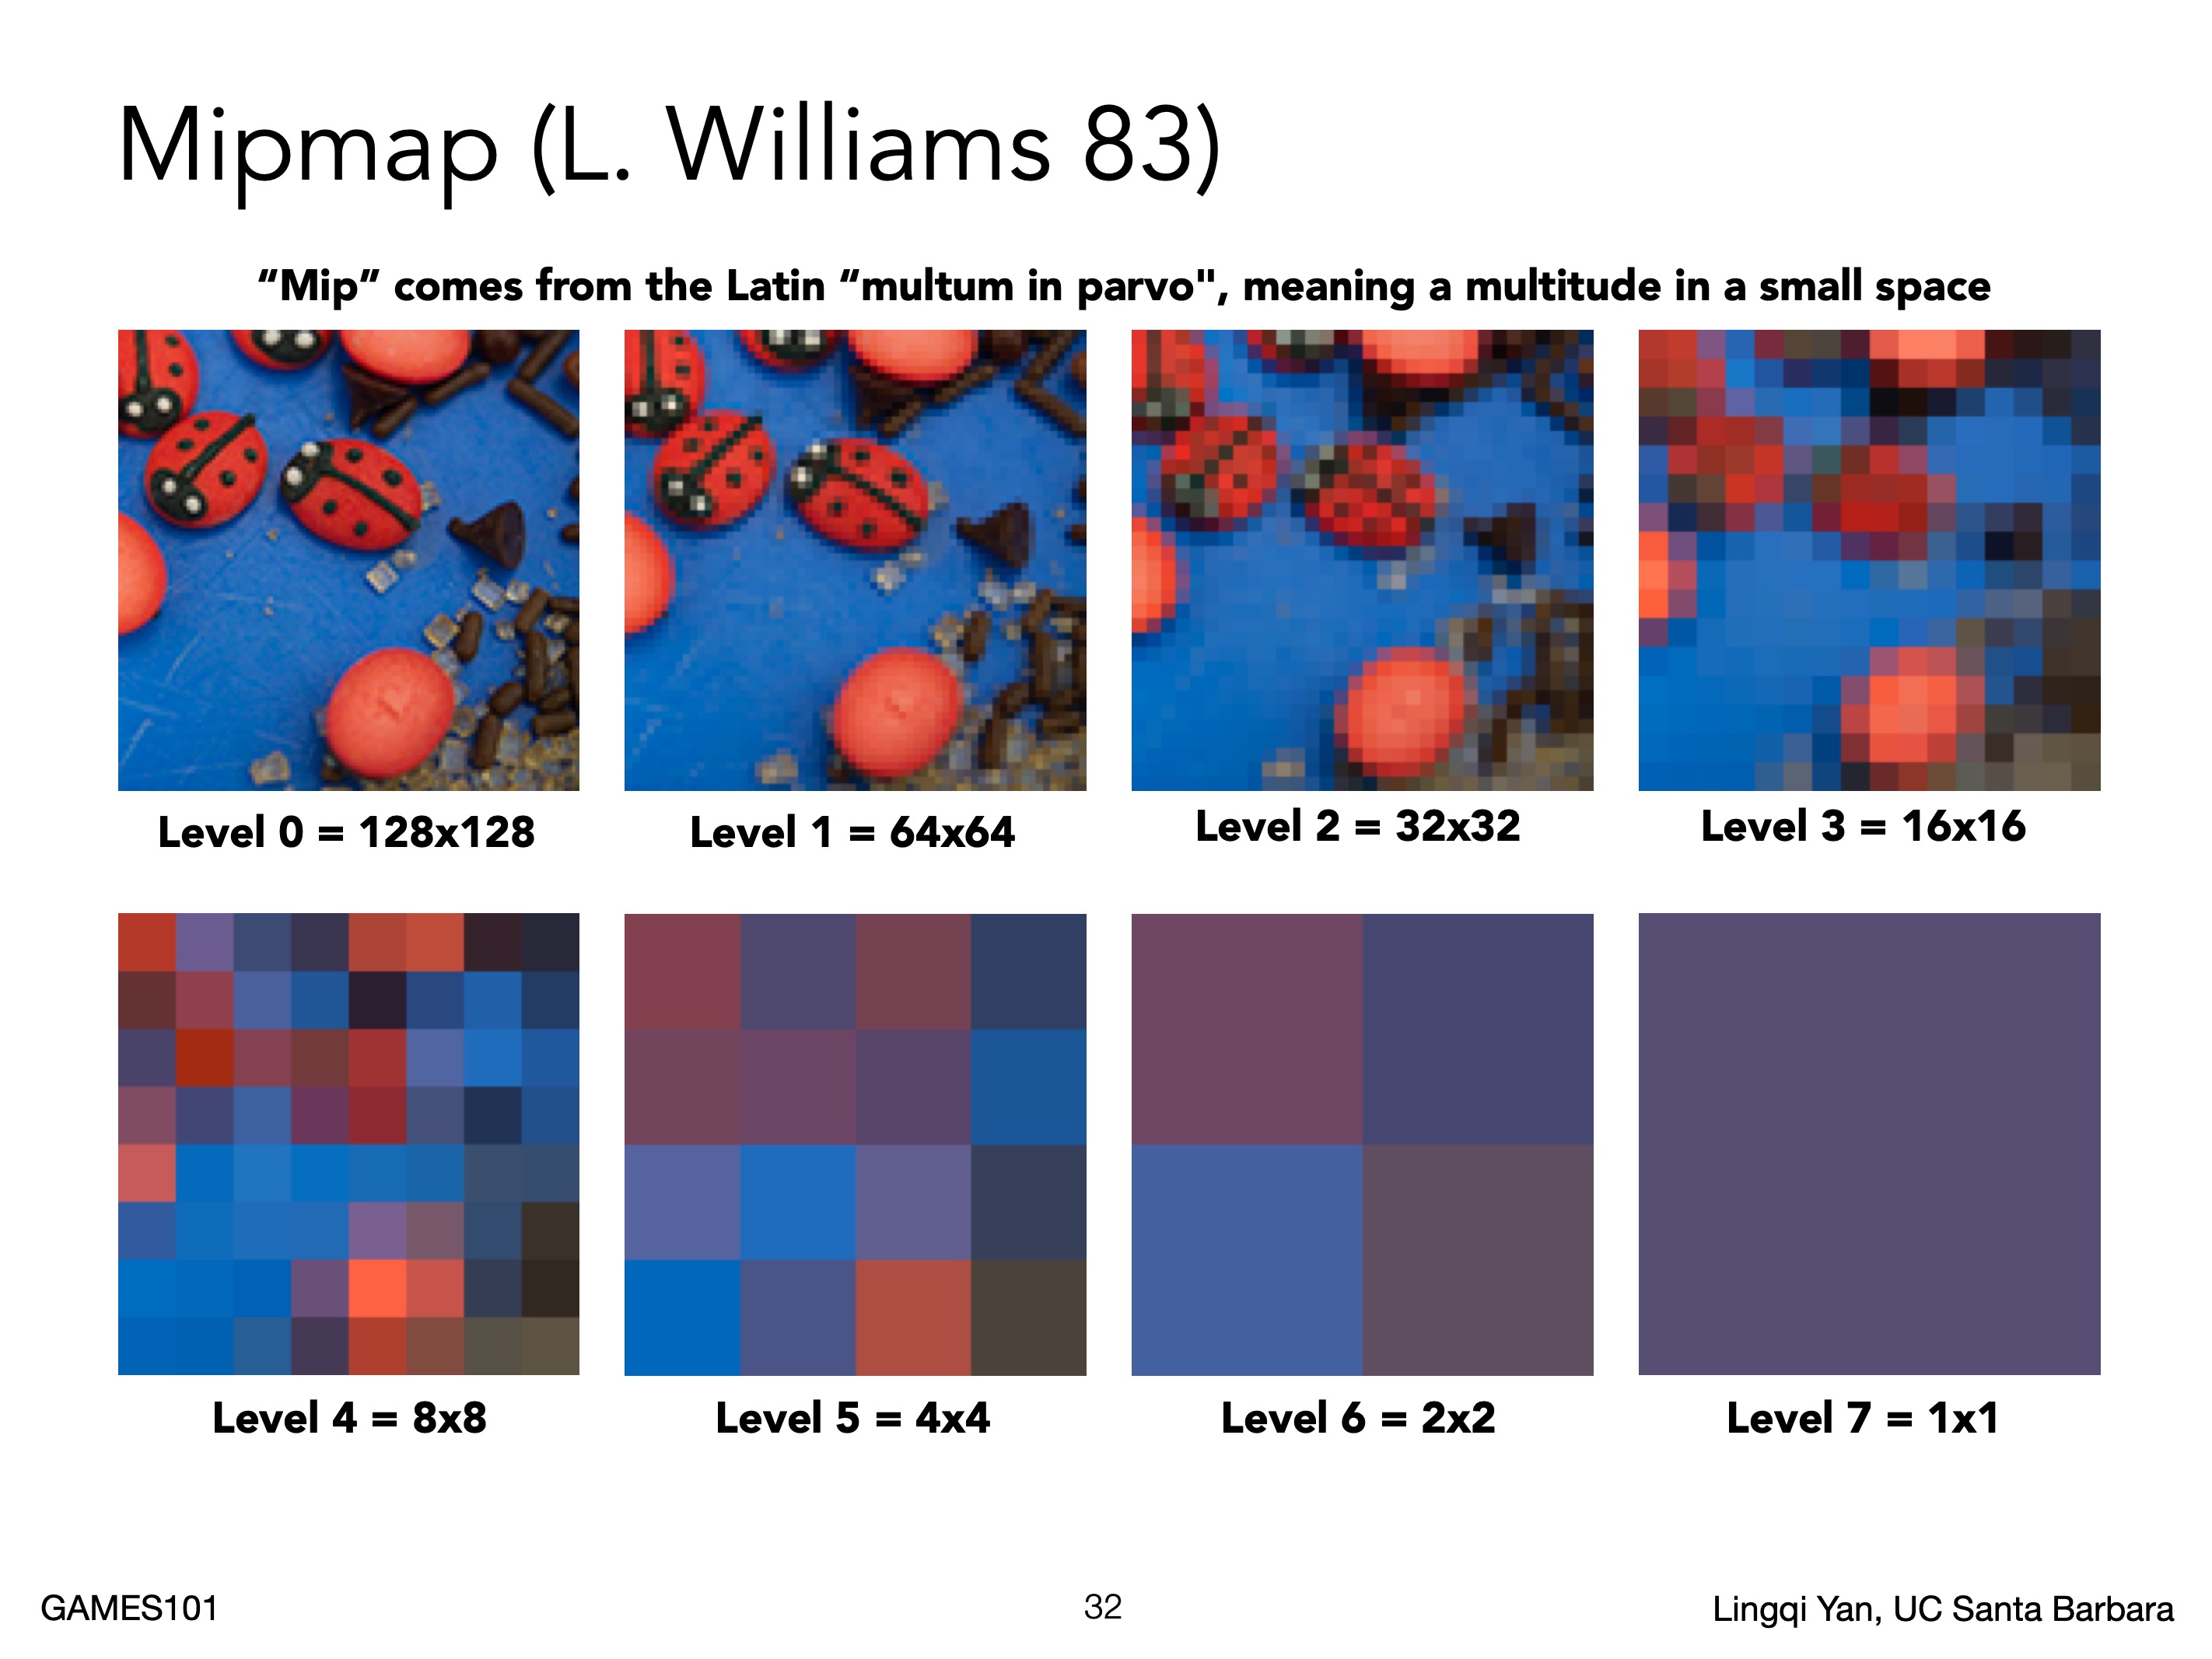 Mipmap (L. Williams 83)
“Mip” comes from the Latin “multum in parvo", meaning a multitude in a small space
Level 0 = 128x128
Level 1 = 64x64
Level 2 = 32x32
Level 3 = 16x16
Level 4 = 8x8
Level 5 = 4x4
Level 6 = 2x2
Level 7 = 1x1
GAMES101
32
Lingqi Yan, UC Santa Barbara